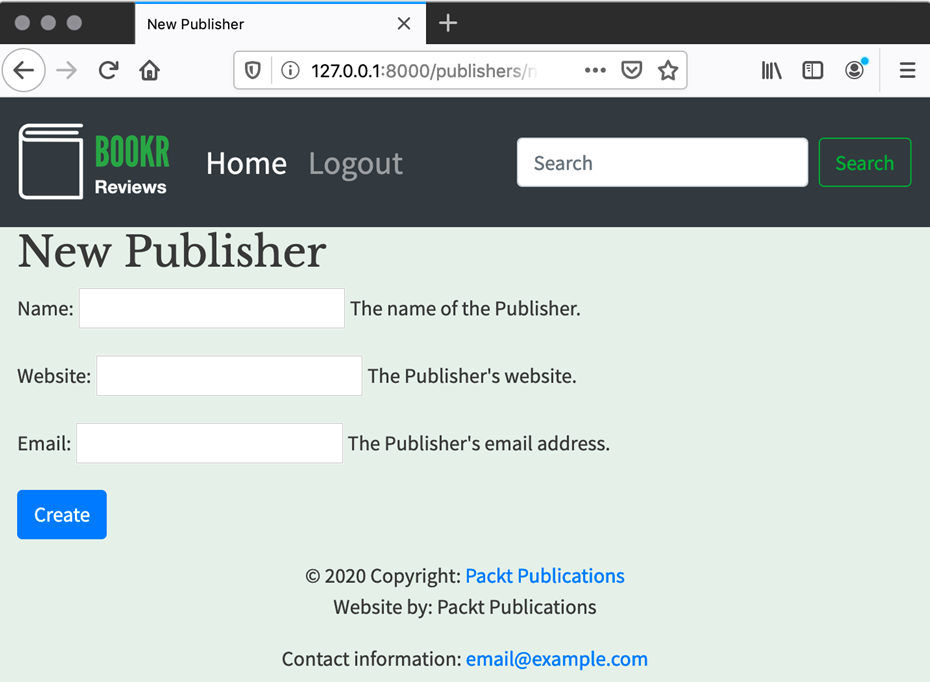 New Publisher
127.0.0.1:8000/publishers/n
BOOKR
Reviews
Home Logout Search Search
New Publisher
Name: The name of the Publisher.
Website: The Publisher's website.
Email: The Publisher's email address.
Create
© 2020 Copyright: Packt Publications
Website by: Packt Publications
Contact information: email@example.com